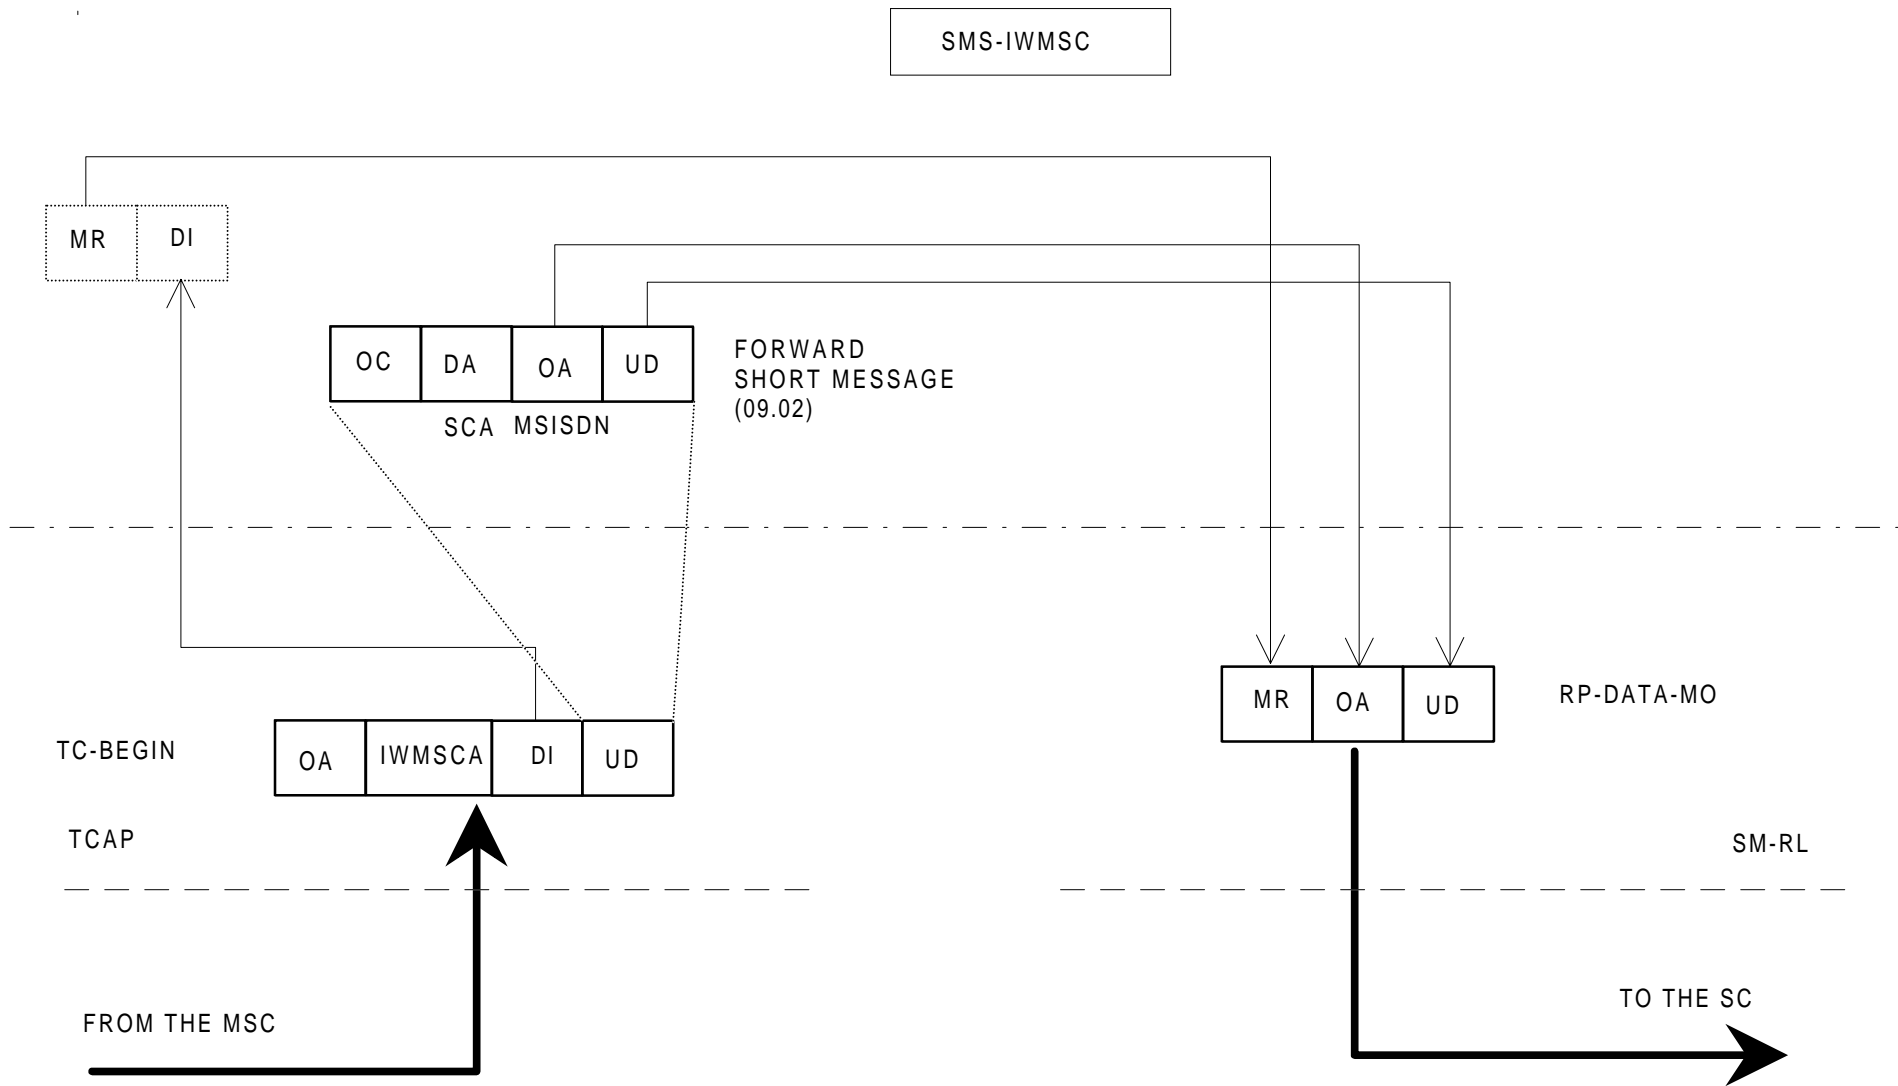 SMS-IWMSC
MR DI
OC DA OA UD
FORWARD
SHORT MESSAGE
(09.02)
SCA MSISDN
MR OA UD
RP-DATA-MO
TC-BEGIN
OA IWMSCA DI UD
TCAP
SM-RL
FROM THE MSC
TO THE SC